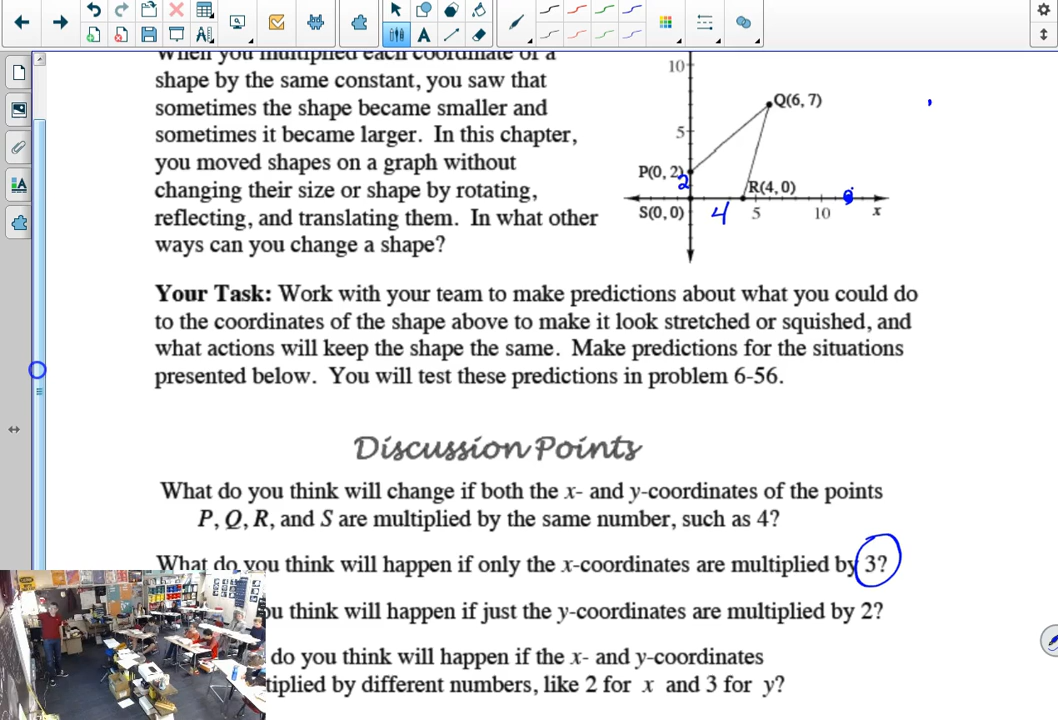 When you multiplied each coordinate of a
shape by the same constant, you saw that
sometimes the shape became smaller and
sometimes it became larger. In this chapter,
you moved shapes on a graph without
changing their size or shape by rotating,
reflecting, and translating them. In what other
ways can you change a shape?
10
Q(6, 7)
5
P(0, 2)
2
R(4, 0)
S(0, 0)
4
5
10
x
Your Task: Work with your team to make predictions about what you could do
to the coordinates of the shape above to make it look stretched or squished, and
what actions will keep the shape the same. Make predictions for the situations
presented below. You will test these predictions in problem 6-56.
Discussion Points
What do you think will change if both the x- and y-coordinates of the points
P, Q, R, and S are multiplied by the same number, such as 4?
What do you think will happen if only the x-coordinates are multiplied by 3?
you think will happen if just the y-coordinates are multiplied by 2?
do you think will happen if the x- and y-coordinates
tiplied by different numbers, like 2 for x and 3 for y?